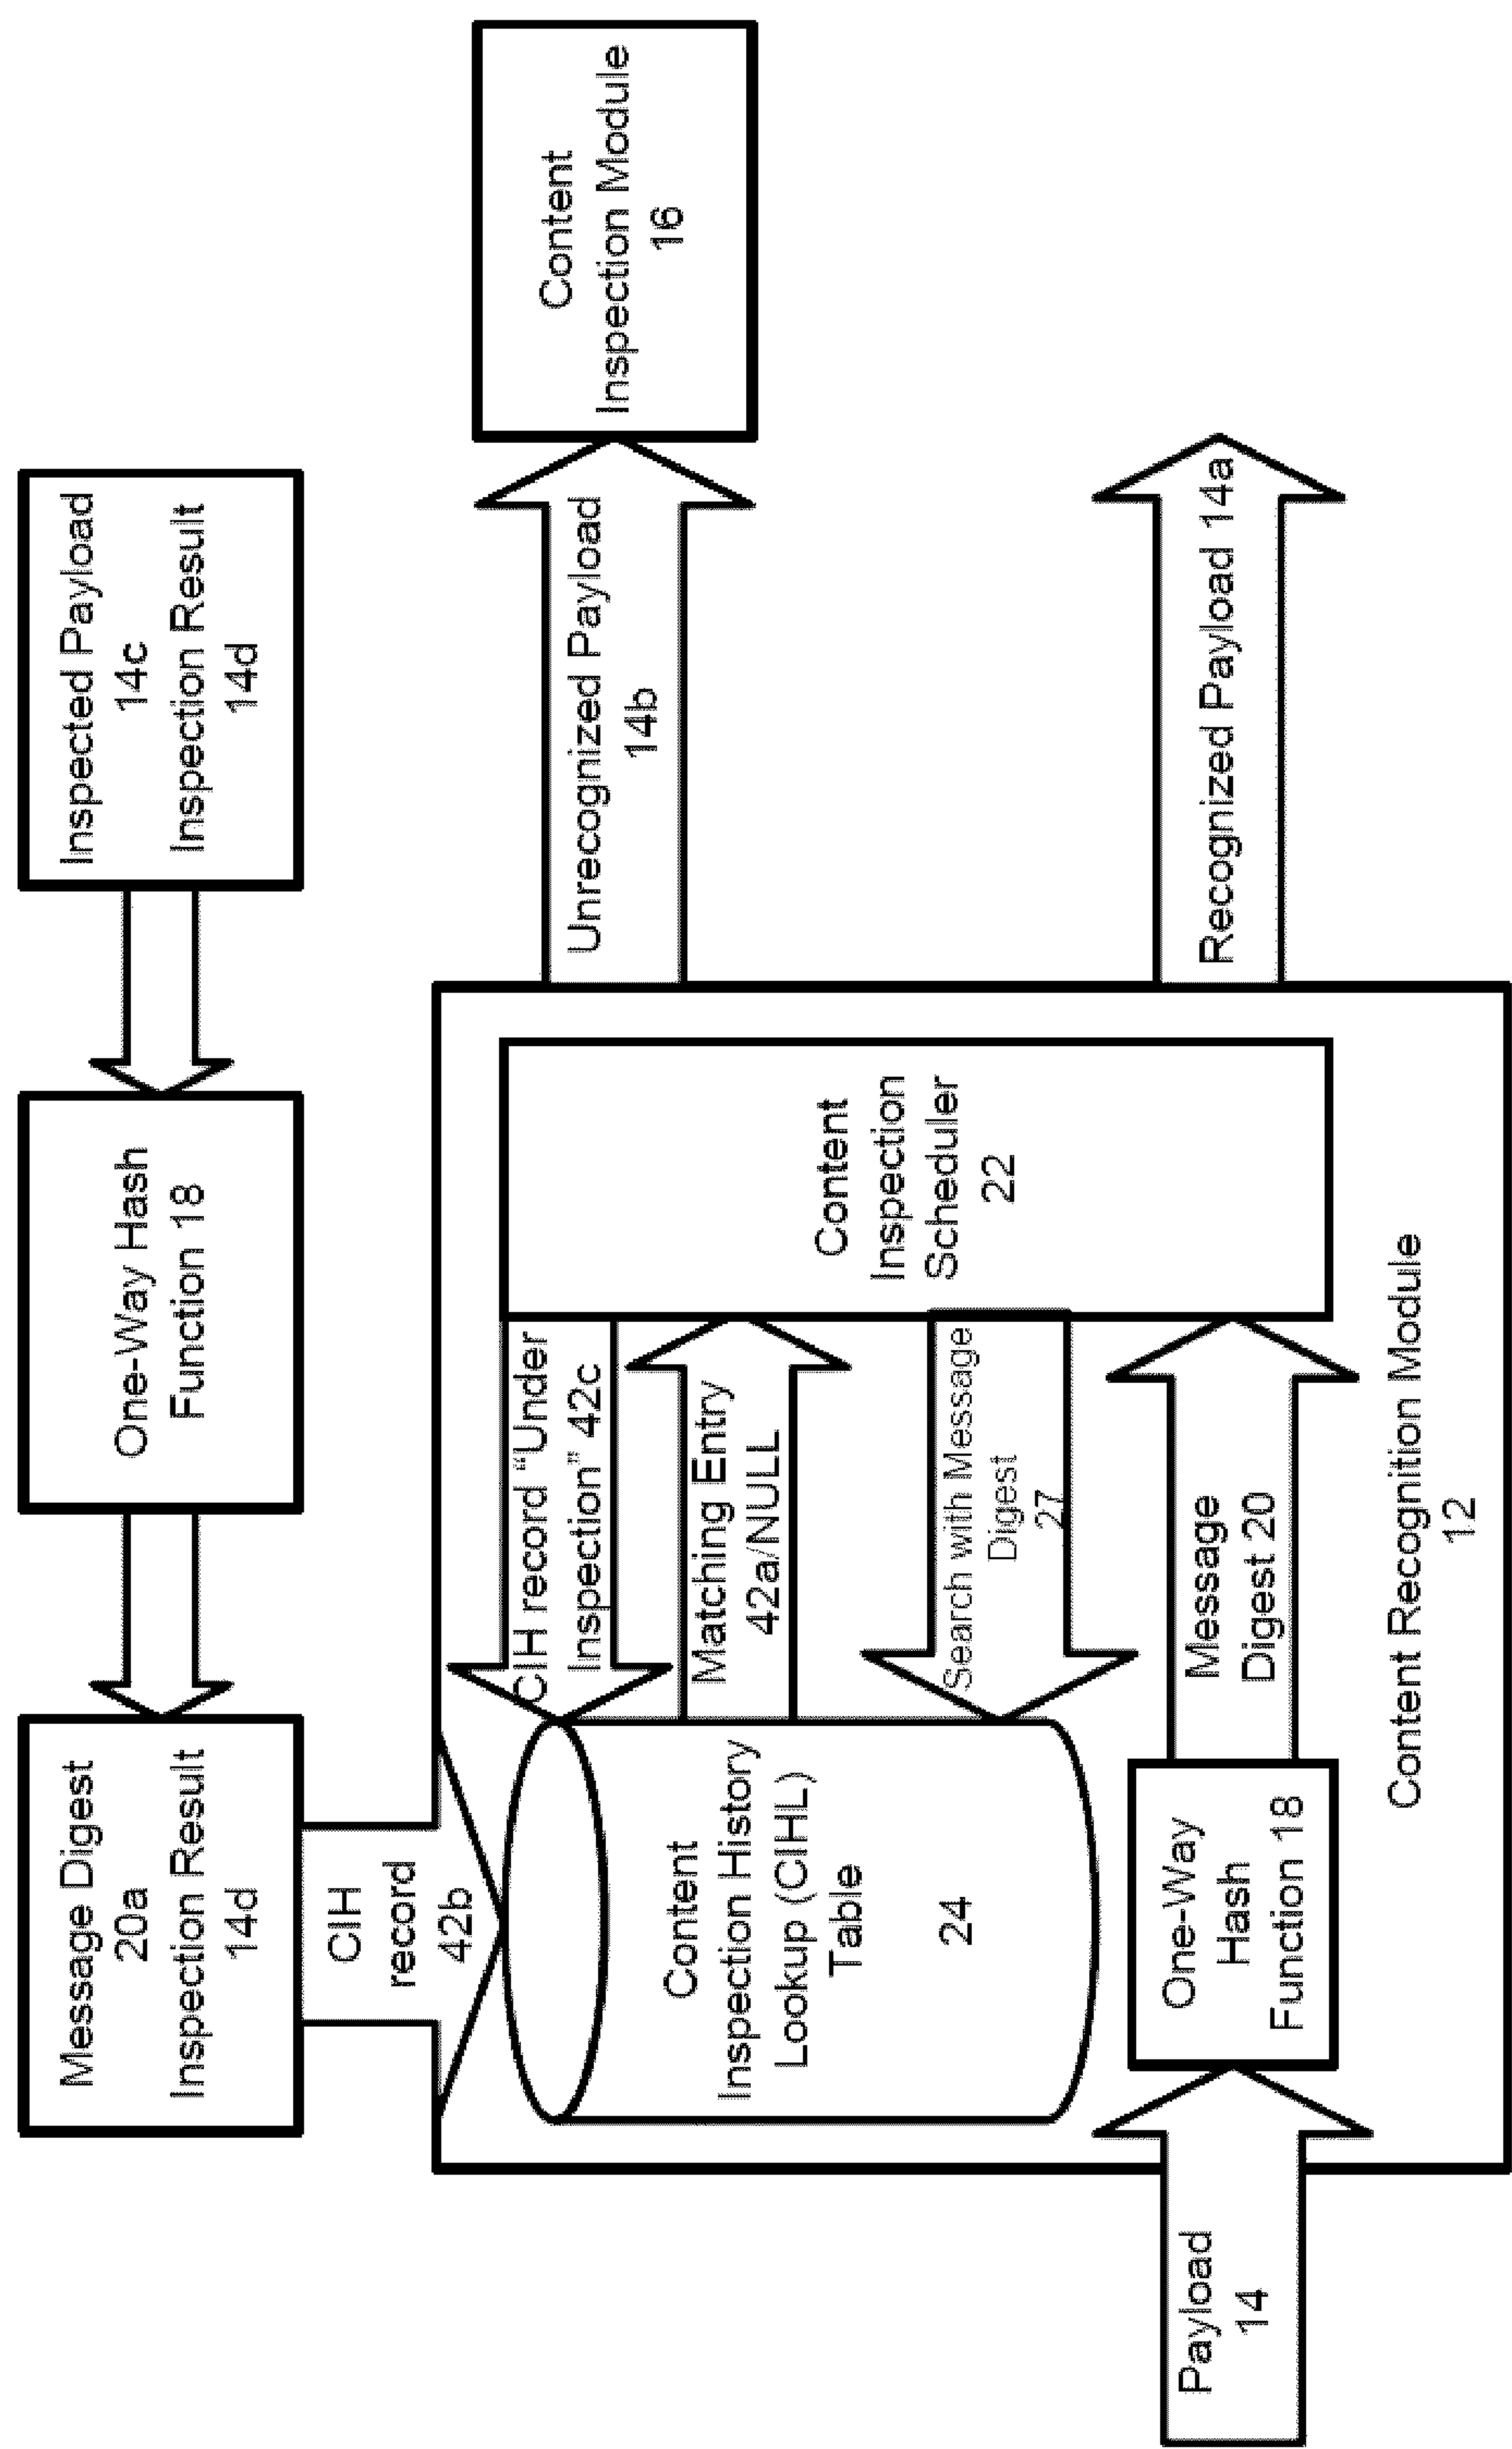 Message Digest
20a
Inspection Result
14d
One-Way Hash
Function 18
Inspected Payload
14c
Inspection Result
14d
CIH
record
42b
CIH record “Under
Inspection” 42c
Matching Entry
42a/NULL
Search with Message
Digest
27
Content
Inspection History
Lookup (CIHL)
Table
24
Content
Inspection
Scheduler
22
Unrecognized Payload
14b
Content
Inspection Module
16
Payload
14
One-Way
Hash
Function 18
Message
Digest 20
Recognized Payload 14a
Content Recognition Module
12